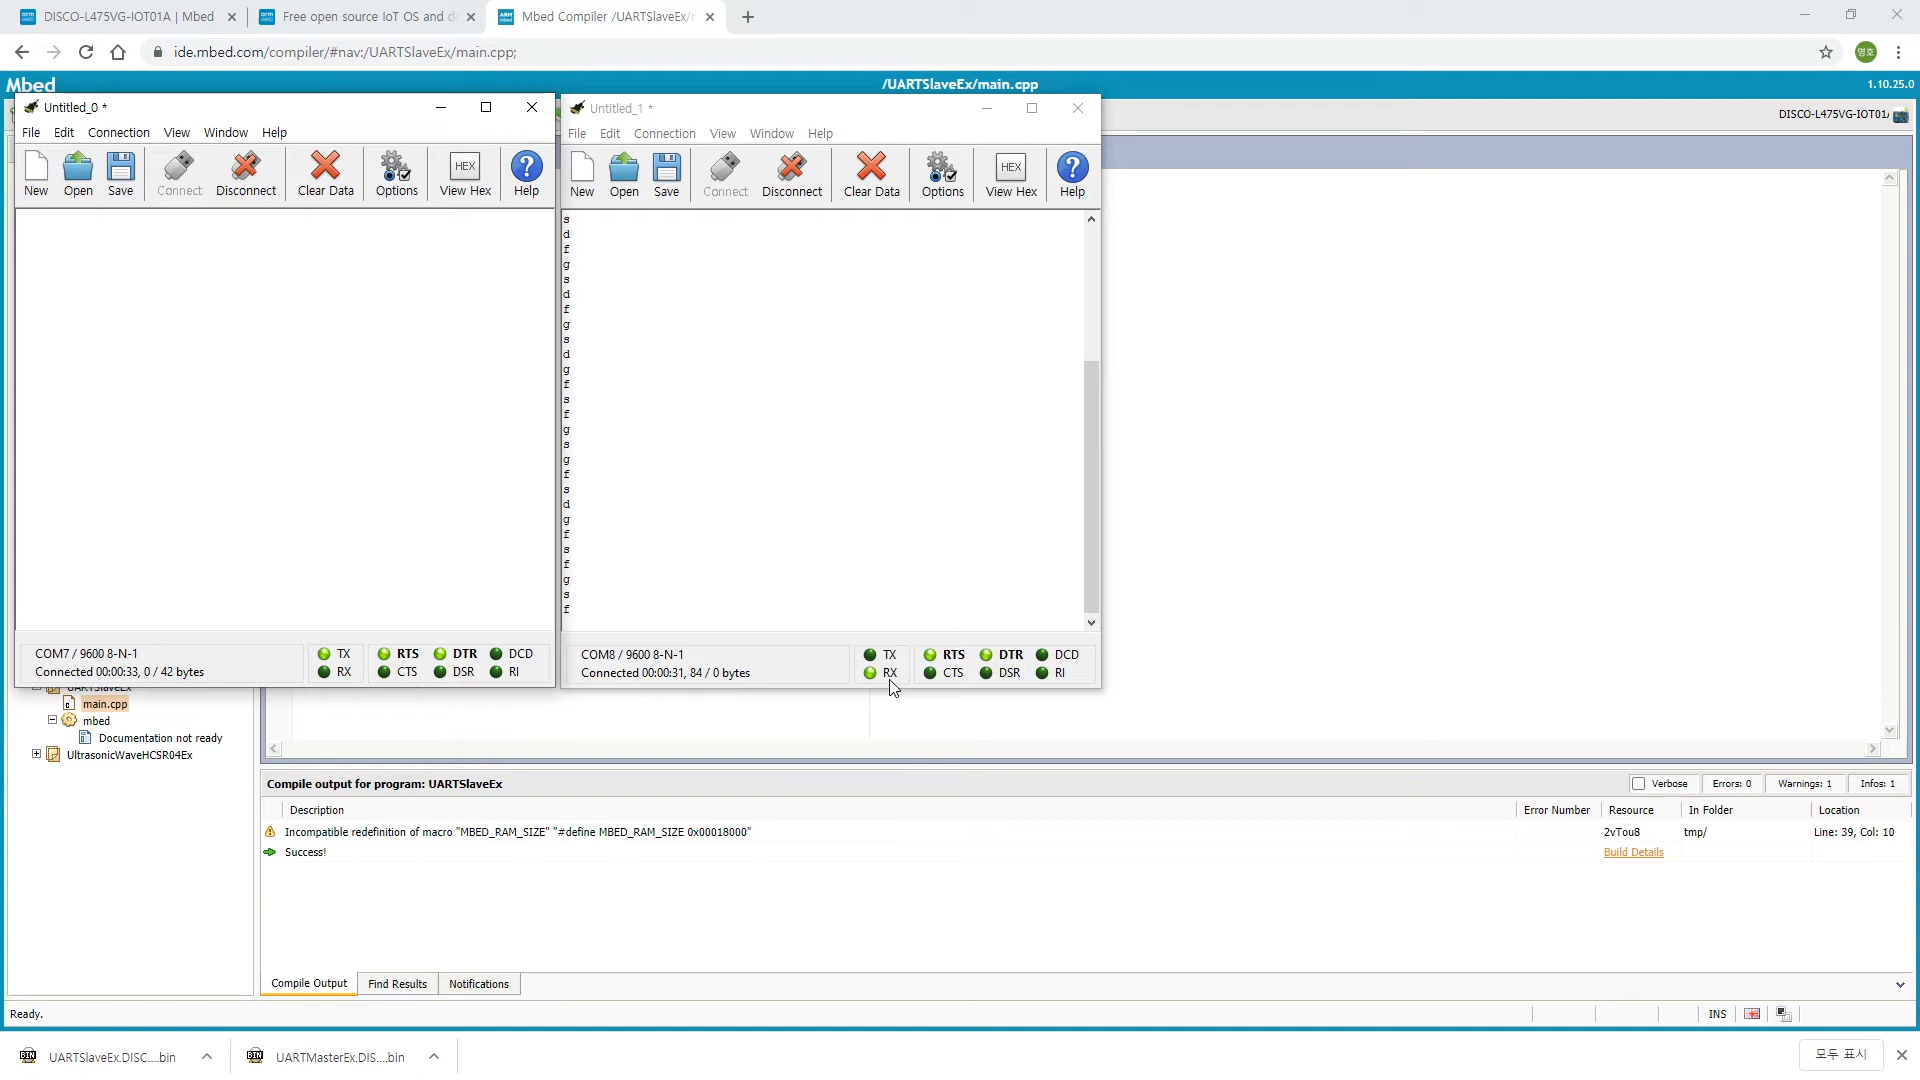 DISCO-L475VG-IOT01A | Mbed
Free open source IoT OS and d
Mbed Compiler /UARTSlaveEx/
ide.mbed.com/compiler/#nav:/UARTSlaveEx/main.cpp;
명호
Mbed
/UARTSlaveEx/main.cpp
1.10.25.0
DISCO-L475VG-IOT01
Untitled_0 *
File Edit Connection View Window Help
New Open Save Connect Disconnect Clear Data Options View Hex Help
HEX
COM7 / 9600 8-N-1
Connected 00:00:33, 0 / 42 bytes
TX RTS DTR DCD
RX CTS DSR RI
Untitled_1 *
File Edit Connection View Window Help
New Open Save Connect Disconnect Clear Data Options View Hex Help
HEX
s
d
f
g
s
d
f
g
s
d
g
f
s
f
g
s
g
f
s
d
g
f
s
f
g
s
f
COM8 / 9600 8-N-1
Connected 00:00:31, 84 / 0 bytes
TX RTS DTR DCD
RX CTS DSR RI
UARTSlaveEx
main.cpp
mbed
Documentation not ready
UltrasonicWaveHCSR04Ex
Compile output for program: UARTSlaveEx
Verbose Errors: 0 Warnings: 1 Infos: 1
Description Error Number Resource In Folder Location
Incompatible redefinition of macro "MBED_RAM_SIZE" "#define MBED_RAM_SIZE 0x00018000" 2vTou8 tmp/ Line: 39, Col: 10
Success! Build Details
Compile Output Find Results Notifications
Ready.
INS
UARTSlaveEx.DISC....bin
UARTMasterEx.DIS....bin
모두 표시